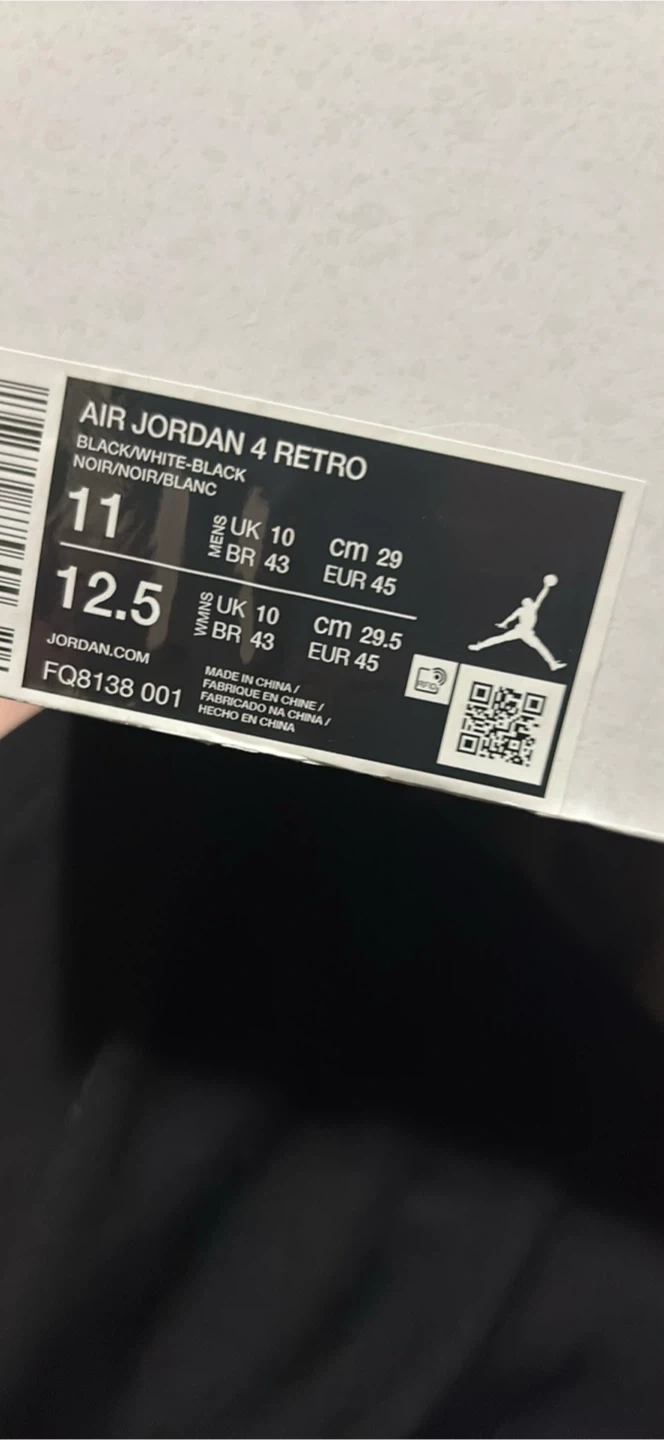 AIR JORDAN 4 RETRO
BLACK/WHITE-BLACK
NOIR/NOIR/BLANC
11 MENS UK 10 cm 29
BR 43 EUR 45
12.5 WMNS UK 10 cm 29.5
BR 43 EUR 45
JORDAN.COM
FQ8138 001
MADE IN CHINA /
FABRIQUE EN CHINE /
FABRICADO NA CHINA /
HECHO EN CHINA
RFID